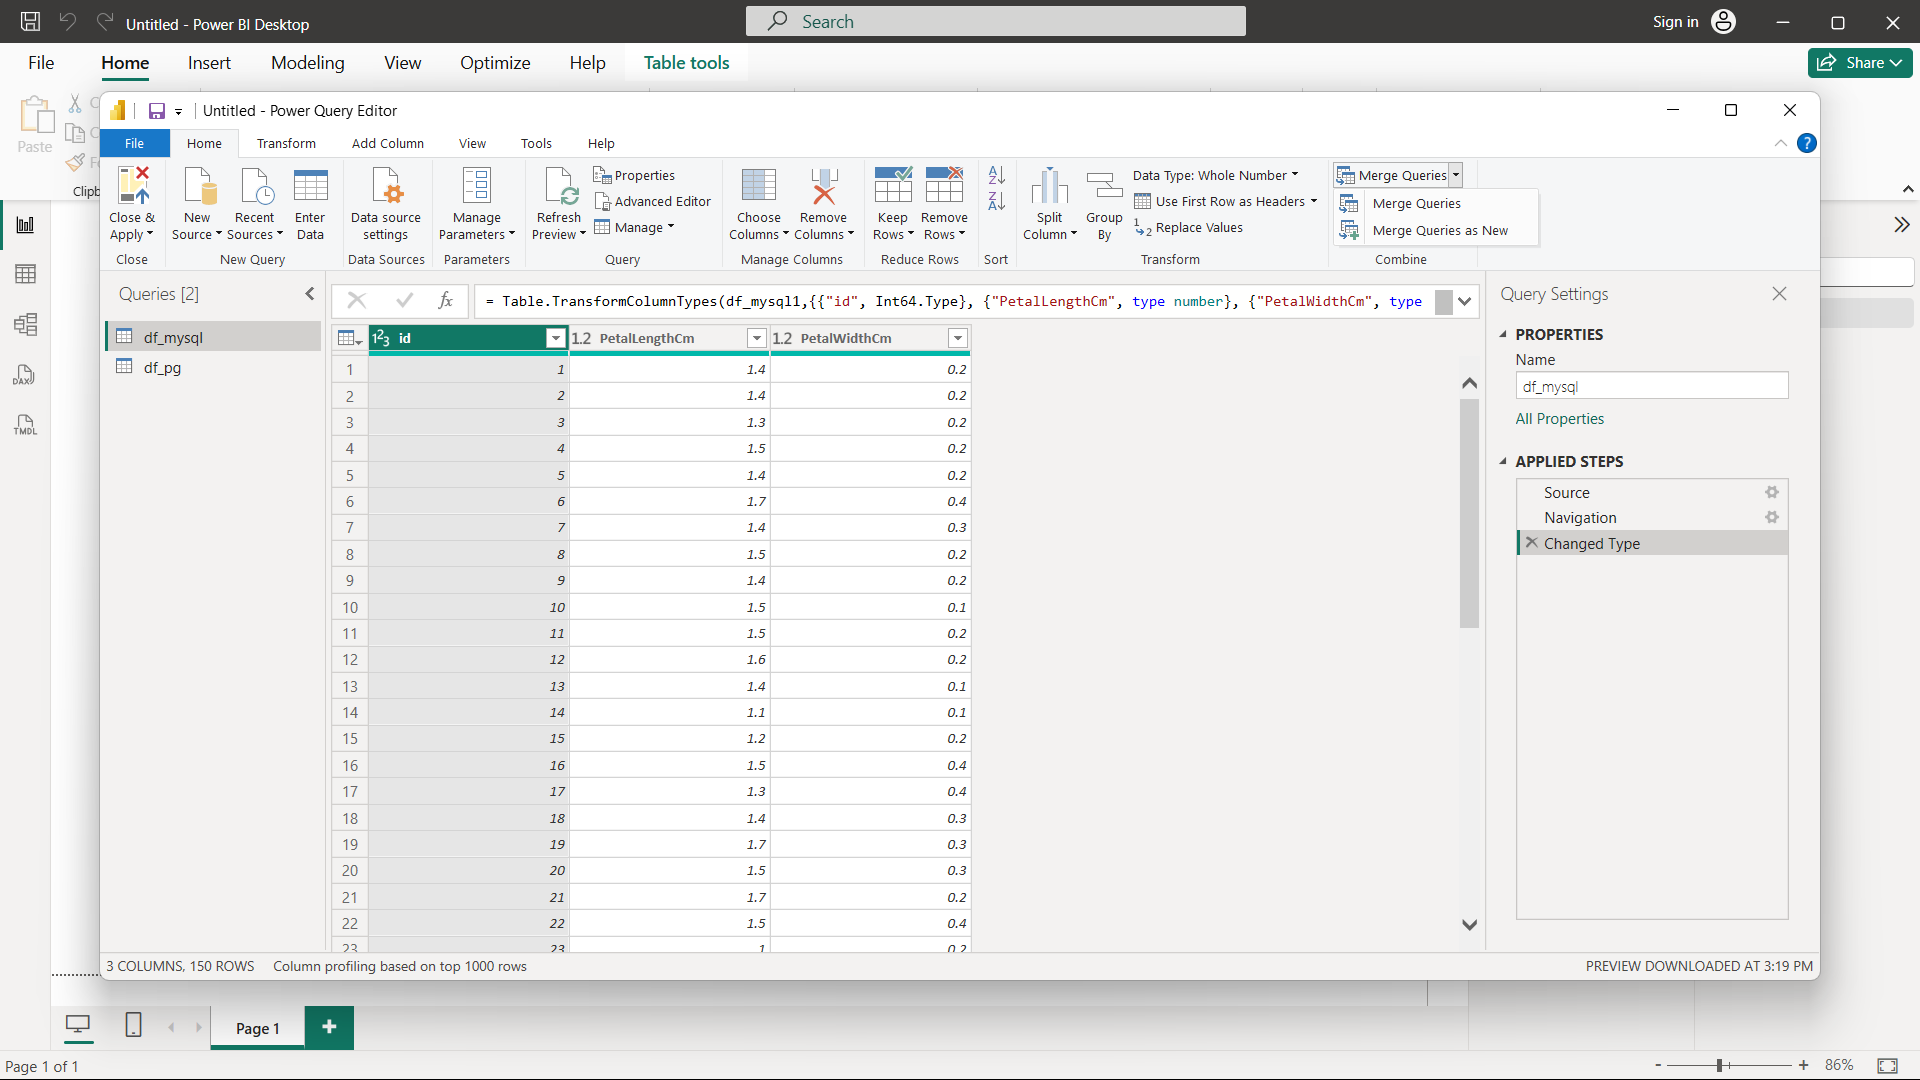 Untitled - Power BI Desktop
Search
Sign in
File
Home
Insert
Modeling
View
Optimize
Help
Table tools
Share
Paste
Untitled - Power Query Editor
File
Home
Transform
Add Column
View
Tools
Help
Close &
Apply
Close
New
Source
Recent
Sources
Enter
Data
New Query
Data source
settings
Data Sources
Manage
Parameters
Parameters
Refresh
Preview
Properties
Advanced Editor
Manage
Query
Choose
Columns
Remove
Columns
Manage Columns
Keep
Rows
Remove
Rows
Reduce Rows
Sort
Split
Column
Group
By
Data Type: Whole Number
Use First Row as Headers
Replace Values
Transform
Merge Queries
Merge Queries
Merge Queries as New
Combine
Queries [2]
df_mysql
df_pg
= Table.TransformColumnTypes(df_mysql1,{{"id", Int64.Type}, {"PetalLengthCm", type number}, {"PetalWidthCm", type
id 1.2 PetalLengthCm 1.2 PetalWidthCm
1 1 1.4 0.2
2 2 1.4 0.2
3 3 1.3 0.2
4 4 1.5 0.2
5 5 1.4 0.2
6 6 1.7 0.4
7 7 1.4 0.3
8 8 1.5 0.2
9 9 1.4 0.2
10 10 1.5 0.1
11 11 1.5 0.2
12 12 1.6 0.2
13 13 1.4 0.1
14 14 1.1 0.1
15 15 1.2 0.2
16 16 1.5 0.4
17 17 1.3 0.4
18 18 1.4 0.3
19 19 1.7 0.3
20 20 1.5 0.3
21 21 1.7 0.2
22 22 1.5 0.4
23 23 1 0.2
Query Settings
PROPERTIES
Name
df_mysql
All Properties
APPLIED STEPS
Source
Navigation
Changed Type
3 COLUMNS, 150 ROWS
Column profiling based on top 1000 rows
PREVIEW DOWNLOADED AT 3:19 PM
DAX
TMDL
Page 1
Page 1 of 1
86%